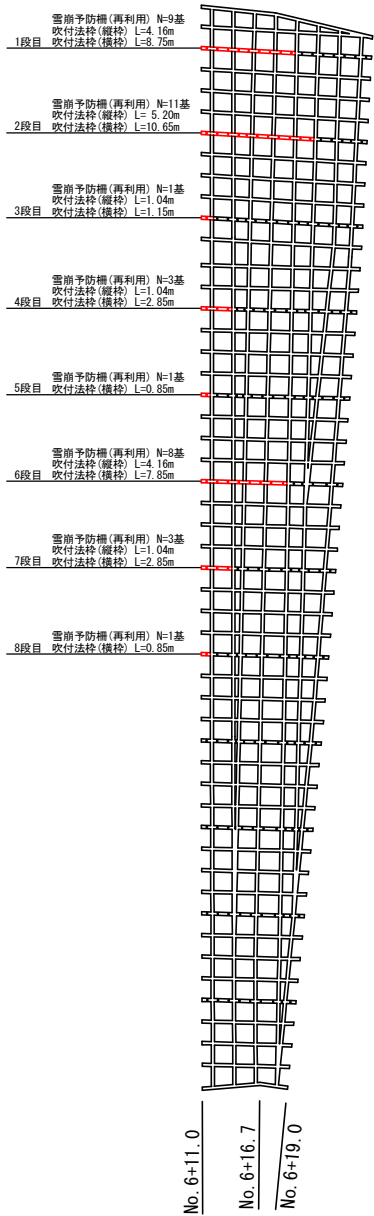 雪崩予防柵(再利用) N=9基
吹付法枠(縦枠) L=4.16m
1段目 吹付法枠(横枠) L=8.75m
雪崩予防柵(再利用) N=11基
吹付法枠(縦枠) L= 5.20m
2段目 吹付法枠(横枠) L=10.65m
雪崩予防柵(再利用) N=1基
吹付法枠(縦枠) L=1.04m
3段目 吹付法枠(横枠) L=1.15m
雪崩予防柵(再利用) N=3基
吹付法枠(縦枠) L=1.04m
4段目 吹付法枠(横枠) L=2.85m
雪崩予防柵(再利用) N=1基
5段目 吹付法枠(横枠) L=0.85m
雪崩予防柵(再利用) N=8基
吹付法枠(縦枠) L=4.16m
6段目 吹付法枠(横枠) L=7.85m
雪崩予防柵(再利用) N=3基
吹付法枠(縦枠) L=1.04m
7段目 吹付法枠(横枠) L=2.85m
雪崩予防柵(再利用) N=1基
8段目 吹付法枠(横枠) L=0.85m
No. 6+11.0
No. 6+16.7
No. 6+19.0